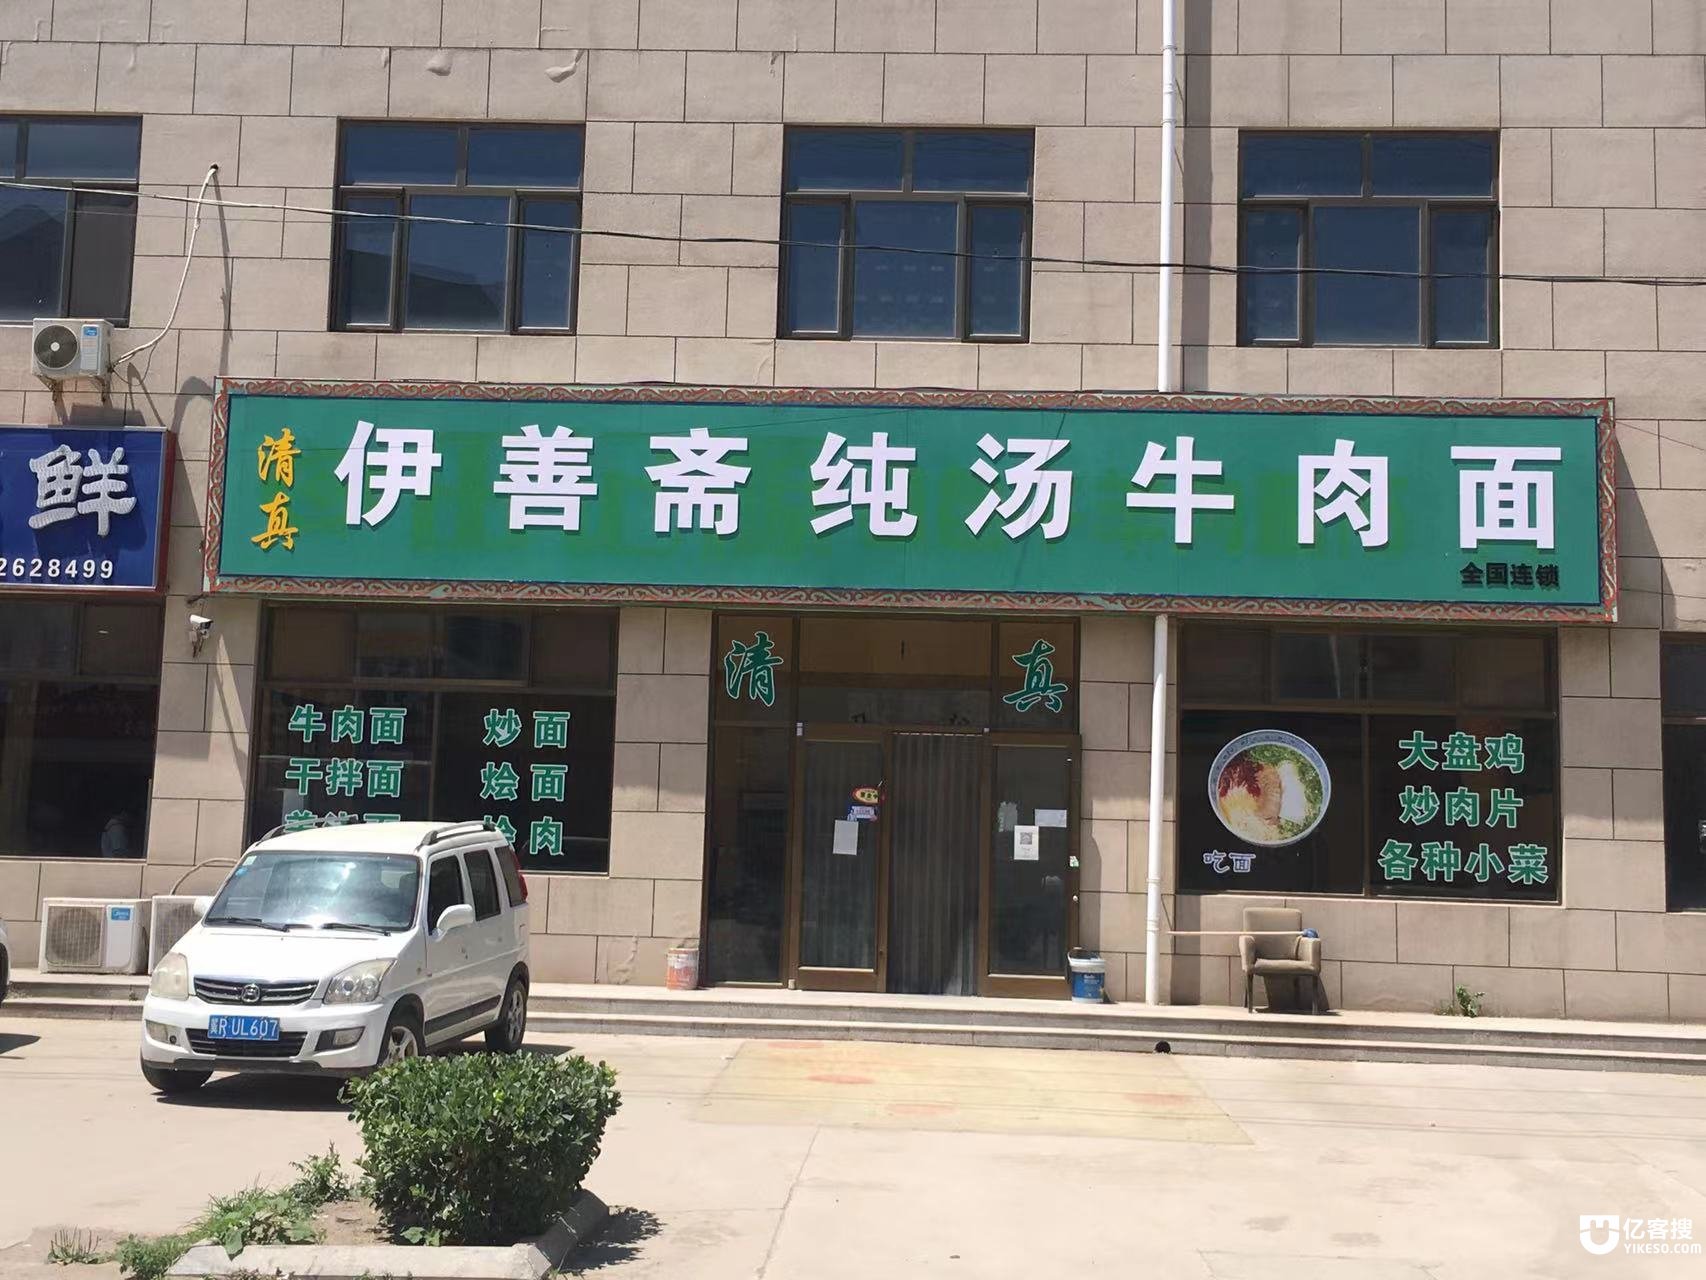 鲜
2628499
清真
伊善斋纯汤牛肉面
全国连锁
清真
牛肉面
干拌面
炒面
烩面
烩肉
吃面
大盘鸡
炒肉片
各种小菜
冀R·UL607
亿客搜
YIKESO.com